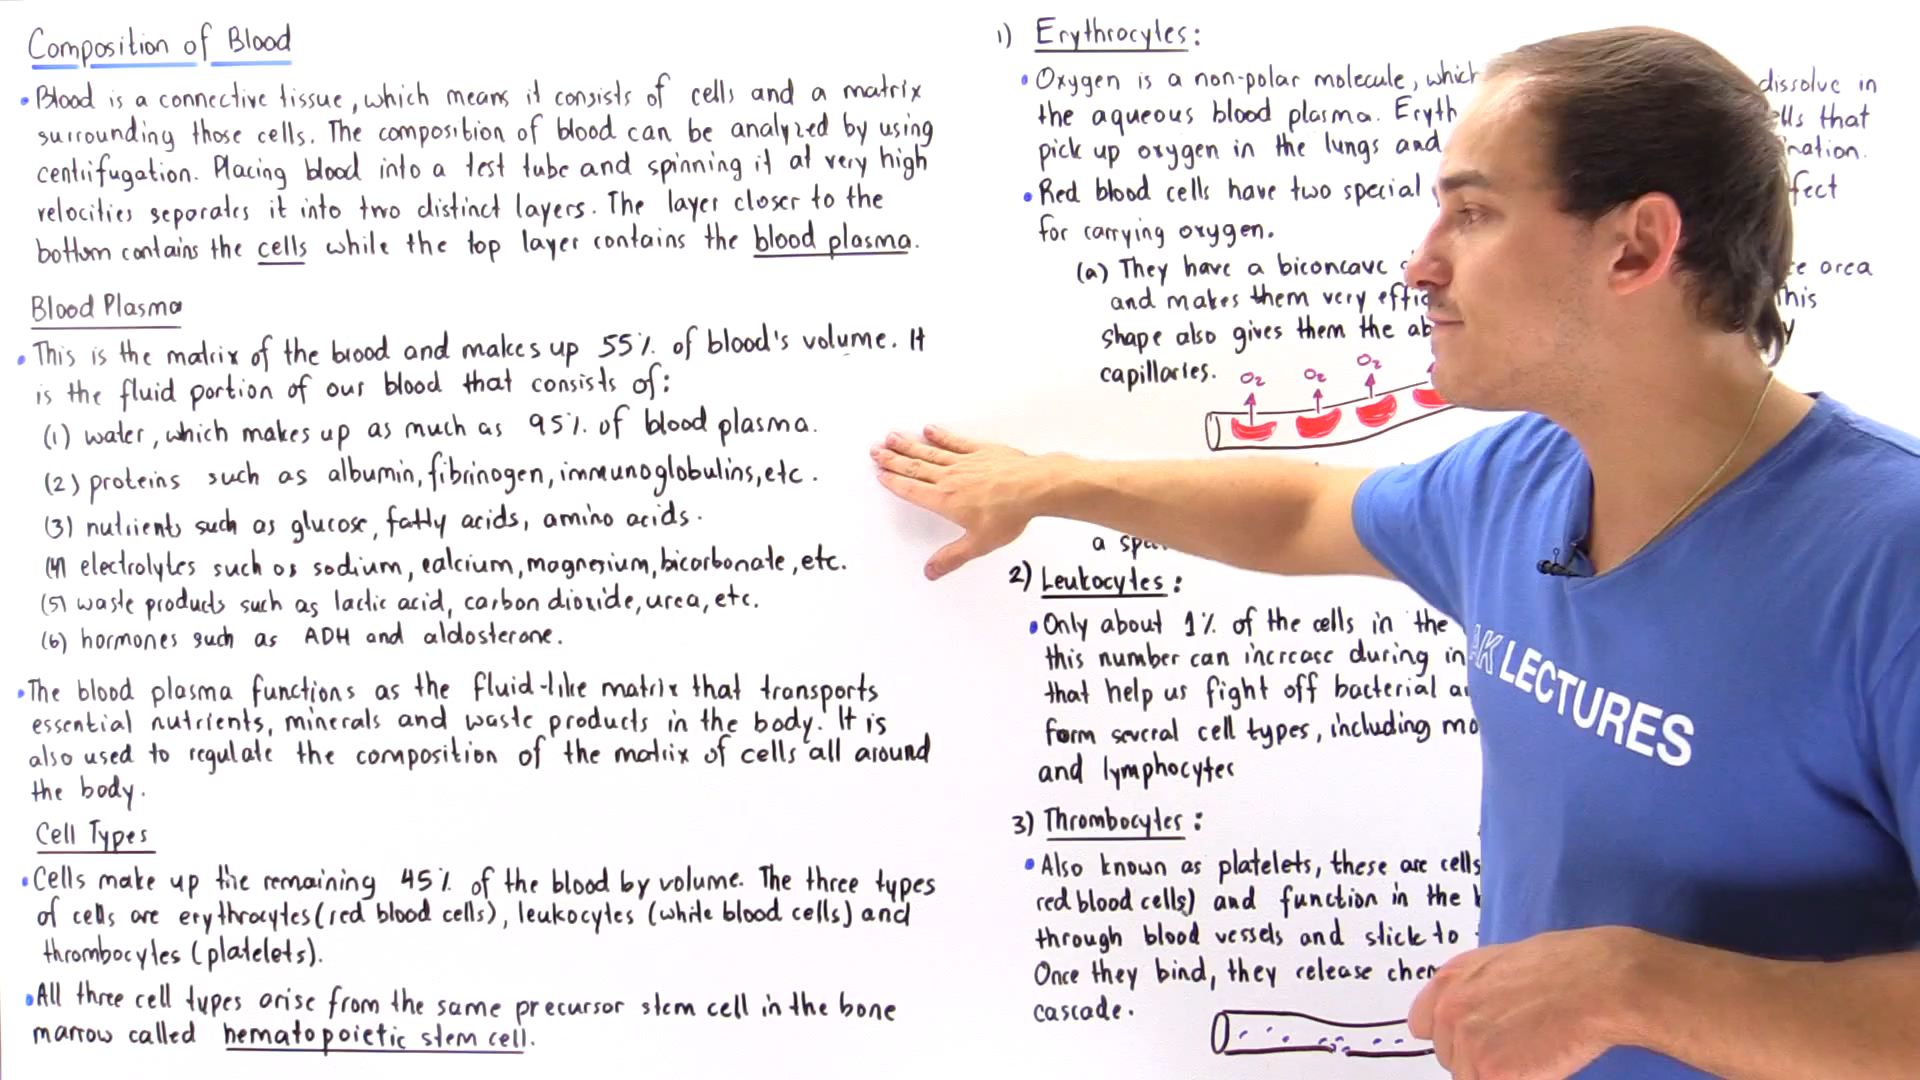 Composition of Blood
• Blood is a connective tissue, which means it consists of cells and a matrix
surrounding those cells. The composition of blood can be analyzed by using
centrifugation. Placing blood into a test tube and spinning it at very high
velocities separates it into two distinct layers. The layer closer to the
bottom contains the cells while the top layer contains the blood plasma.
Blood Plasma
• This is the matrix of the blood and makes up 55% of blood's volume. It
is the fluid portion of our blood that consists of:
(1) water, which makes up as much as 95% of blood plasma.
(2) proteins such as albumin, fibrinogen, immunoglobulins, etc.
(3) nutrients such as glucose, fatty acids, amino acids.
(4) electrolytes such as sodium, calcium, magnesium, bicarbonate, etc.
(5) waste products such as lactic acid, carbon dioxide, urea, etc.
(6) hormones such as ADH and aldosterone.
• The blood plasma functions as the fluid-like matrix that transports
essential nutrients, minerals and waste products in the body. It is
also used to regulate the composition of the matrix of cells all around
the body.
Cell Types
• Cells make up the remaining 45% of the blood by volume. The three types
of cells are erythrocytes (red blood cells), leukocytes (white blood cells) and
thrombocytes (platelets).
• All three cell types arise from the same precursor stem cell in the bone
marrow called hematopoietic stem cell.
1) Erythrocytes:
• Oxygen is a non-polar molecule, which dissolve in
the aqueous blood plasma. Eryth ells that
pick up oxygen in the lungs and nation.
• Red blood cells have two special fect
for carrying oxygen.
(a) They have a biconcave area
and makes them very effic This
shape also gives them the ab y
capillaries.
O2 O2 O2
a spe
2) Leukocytes:
• Only about 1% of the cells in the
this number can increase during in
that help us fight off bacterial a
form several cell types, including mo
and lymphocytes
3) Thrombocytes:
• Also known as platelets, these are cells
red blood cells) and function in the
through blood vessels and stick to
Once they bind, they release chem
cascade.
AK LECTURES